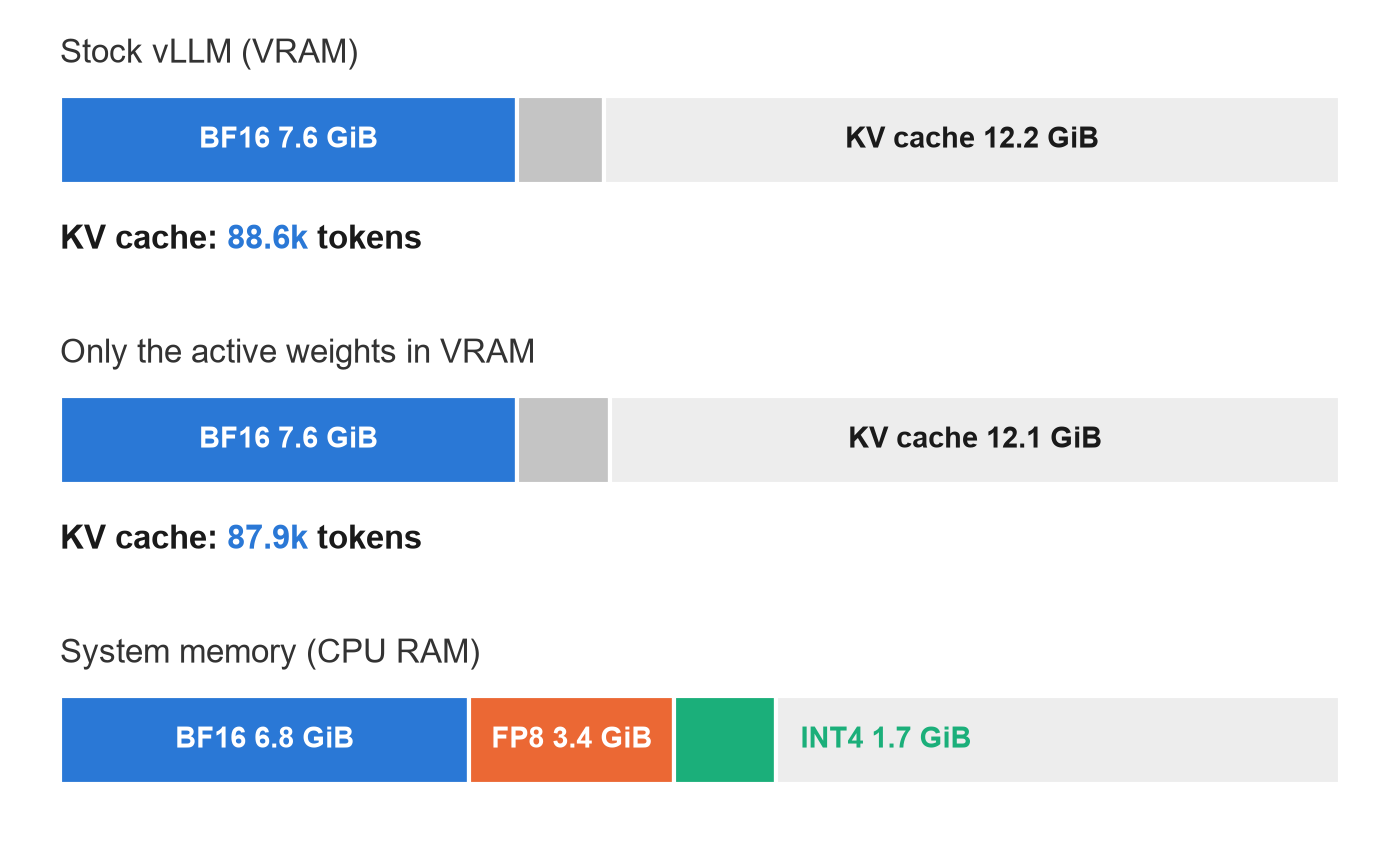 Stock vLLM (VRAM)
BF16 7.6 GiB
KV cache 12.2 GiB
KV cache: 88.6k tokens
Only the active weights in VRAM
BF16 7.6 GiB
KV cache 12.1 GiB
KV cache: 87.9k tokens
System memory (CPU RAM)
BF16 6.8 GiB
FP8 3.4 GiB
INT4 1.7 GiB